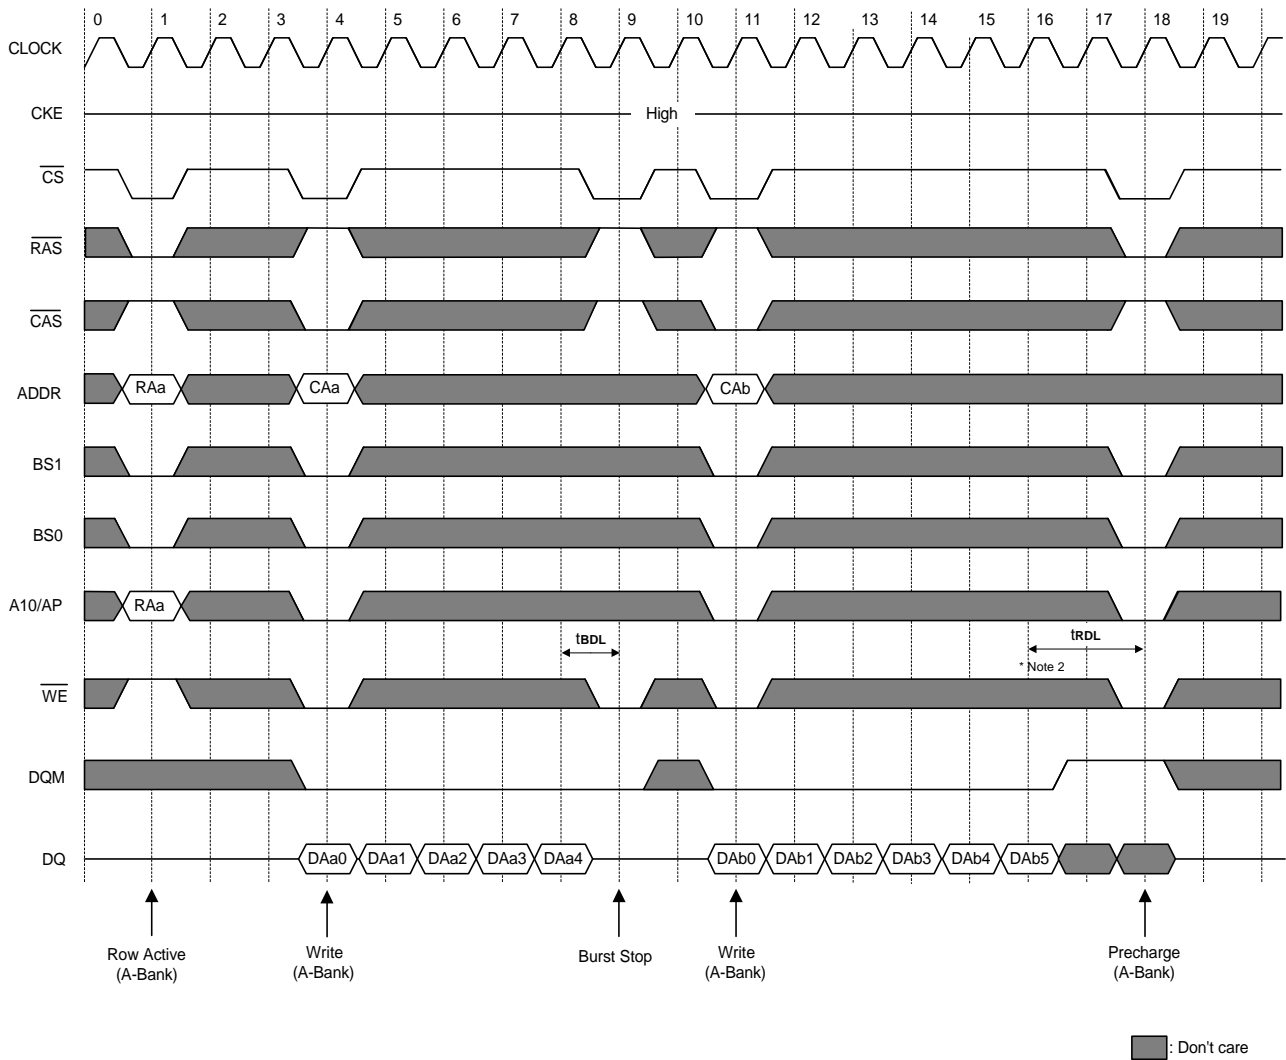 0 1 2 3 4 5 6 7 8 9 10 11 12 13 14 15 16 17 18 19
CLOCK
CKE
High
CS
RAS
CAS
ADDR
RAa
CAa
CAb
BS1
BS0
A10/AP
RAa
tBDL
tRDL
* Note 2
WE
DQM
DQ
DAa0 DAa1 DAa2 DAa3 DAa4 DAb0 DAb1 DAb2 DAb3 DAb4 DAb5
Row Active
(A-Bank)
Write
(A-Bank)
Burst Stop
Write
(A-Bank)
Precharge
(A-Bank)
: Don't care